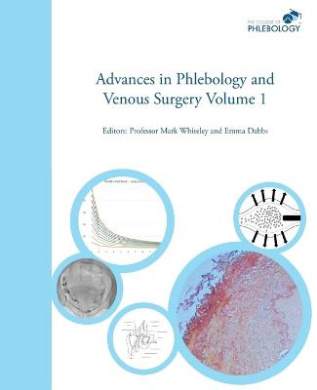 THE COLLEGE OF
PHLEBOLOGY
Advances in Phlebology and
Venous Surgery Volume 1
Editors: Professor Mark Whiteley and Emma Dabbs